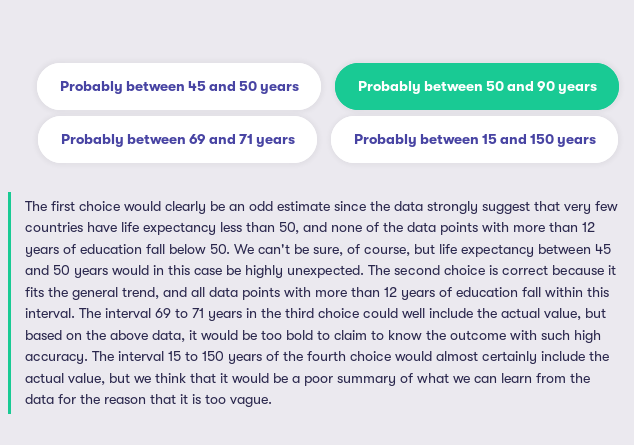 Probably between 45 and 50 years
Probably between 50 and 90 years
Probably between 69 and 71 years
Probably between 15 and 150 years
The first choice would clearly be an odd estimate since the data strongly suggest that very few
countries have life expectancy less than 50, and none of the data points with more than 12
years of education fall below 50. We can't be sure, of course, but life expectancy between 45
and 50 years would in this case be highly unexpected. The second choice is correct because it
fits the general trend, and all data points with more than 12 years of education fall within this
interval. The interval 69 to 71 years in the third choice could well include the actual value, but
based on the above data, it would be too bold to claim to know the outcome with such high
accuracy. The interval 15 to 150 years of the fourth choice would almost certainly include the
actual value, but we think that it would be a poor summary of what we can learn from the
data for the reason that it is too vague.